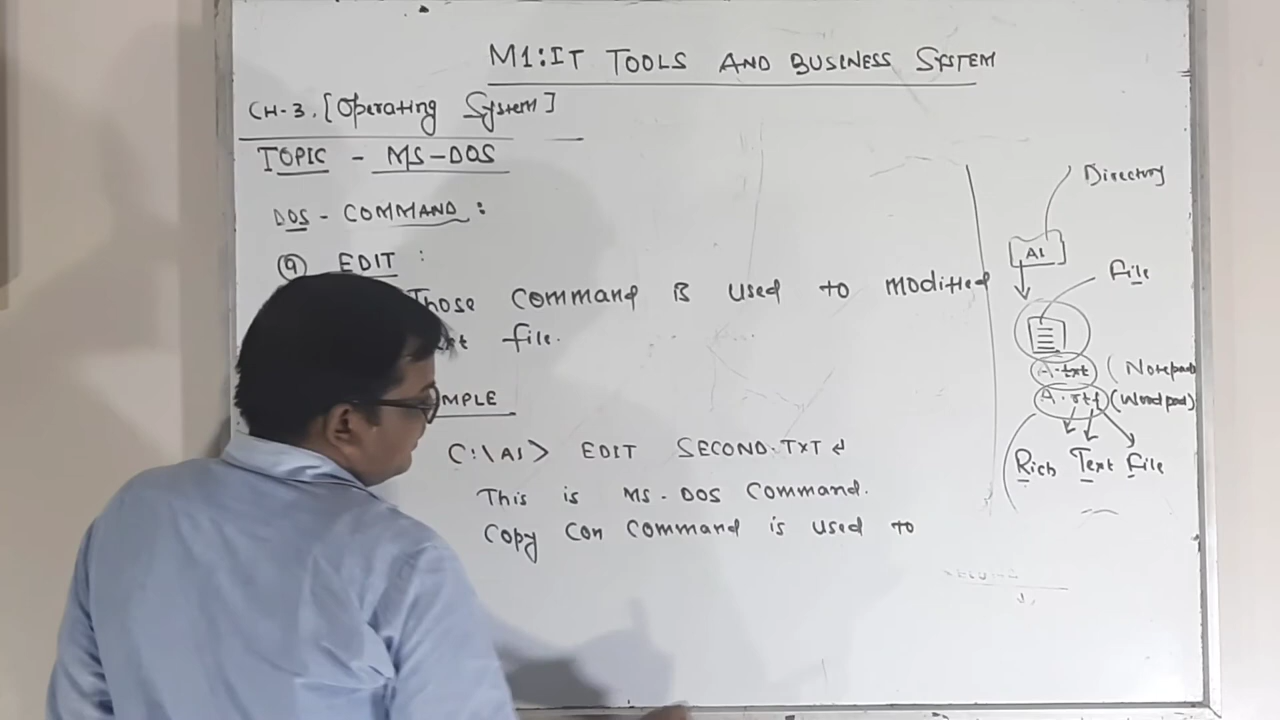 M1:IT TOOLS AND BUSINESS SYSTEM
CH-3. [Operating System]
TOPIC - MS-DOS
DOS - COMMAND :
(9) EDIT :
Those Command is used to modified
file.
MPLE
C:\A1> EDIT SECOND.TXT ↲
This is MS-DOS Command.
Copy Con Command is used to
Directory
A1
File
A.txt (Notepad
A.rtf (Wordpad)
Rich Text File